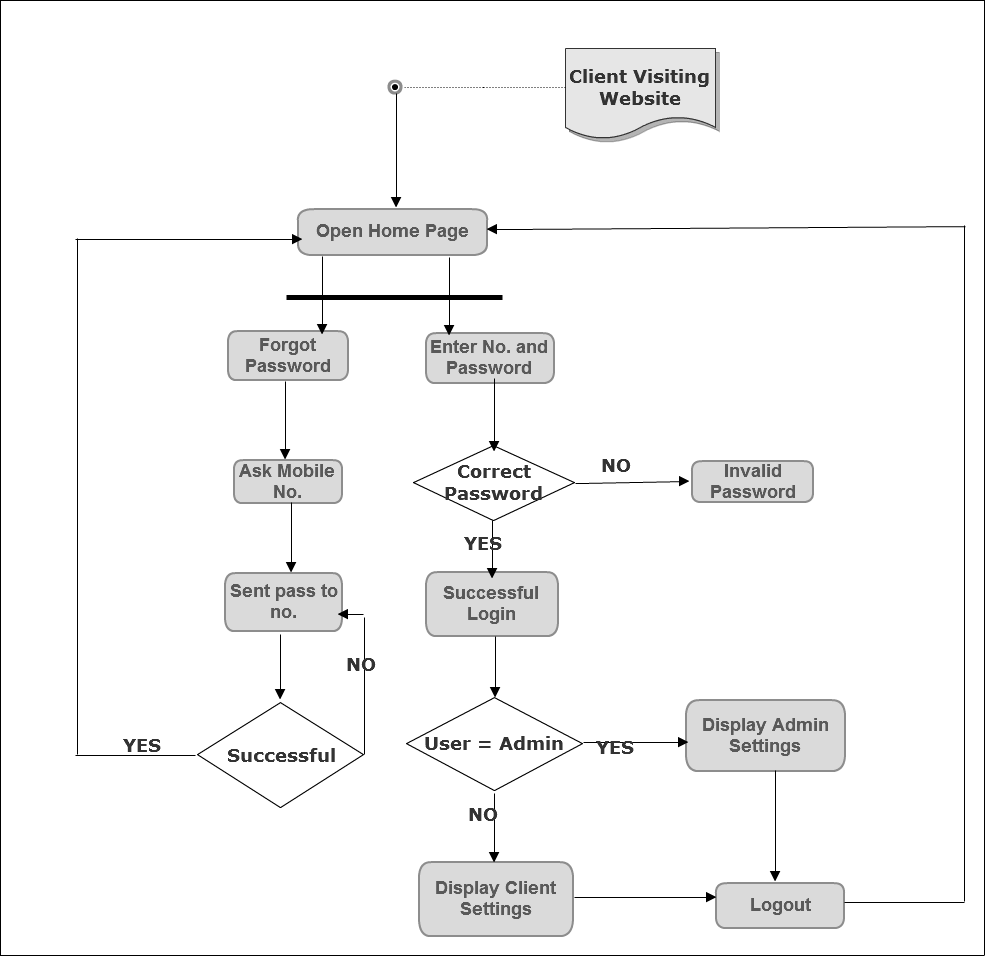 Client Visiting
Website
Open Home Page
Forgot
Password
Enter No. and
Password
Ask Mobile
No.
Correct
Password
NO
Invalid
Password
YES
Sent pass to
no.
Successful
Login
NO
YES
Successful
User = Admin
YES
Display Admin
Settings
NO
Display Client
Settings
Logout